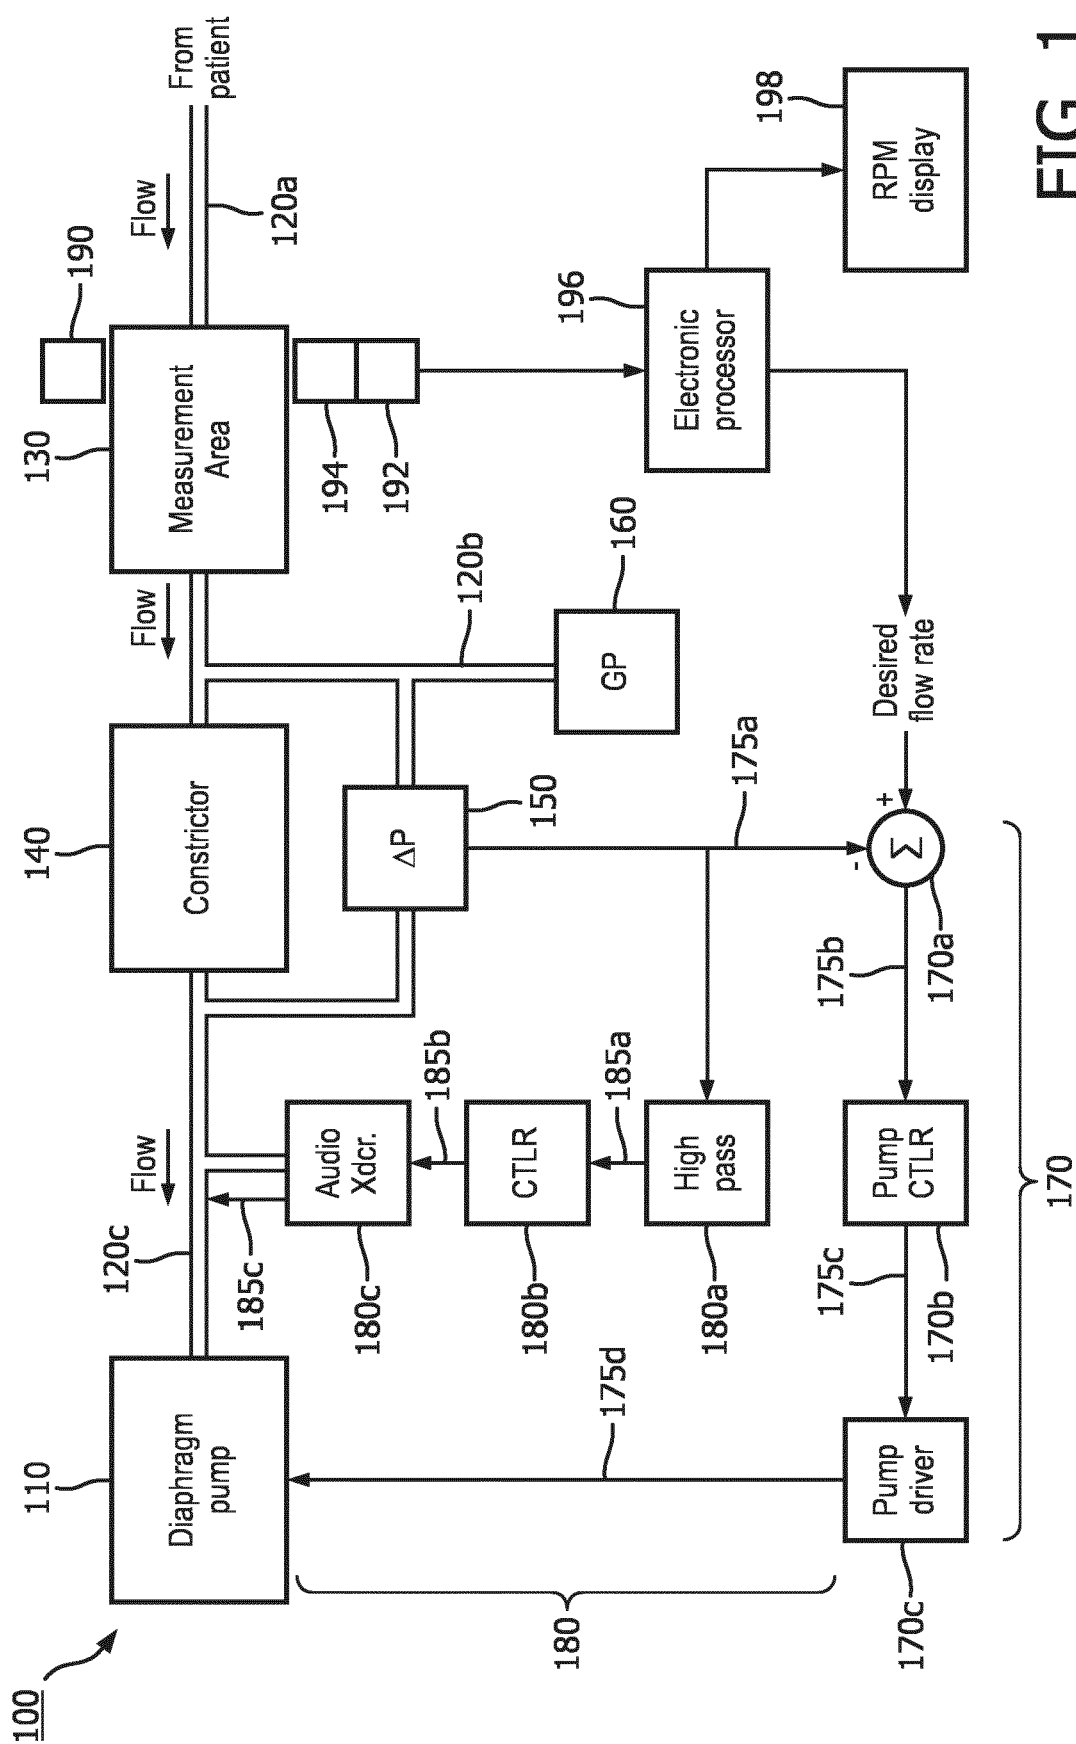 100
110
Diaphragm
pump
120c
Flow
140
Constrictor
Flow
130
Measurement
Area
190
Flow
From
patient
120a
185c
180c
Audio
Xdcr.
185b
180b
CTLR
185a
180a
High
pass
ΔP
150
120b
GP
160
194
192
196
Electronic
processor
198
RPM
display
180
175d
175a
170c
Pump
driver
175c
170b
Pump
CTLR
175b
170a
Σ
-
+
Desired
flow rate
170
FIG. 1